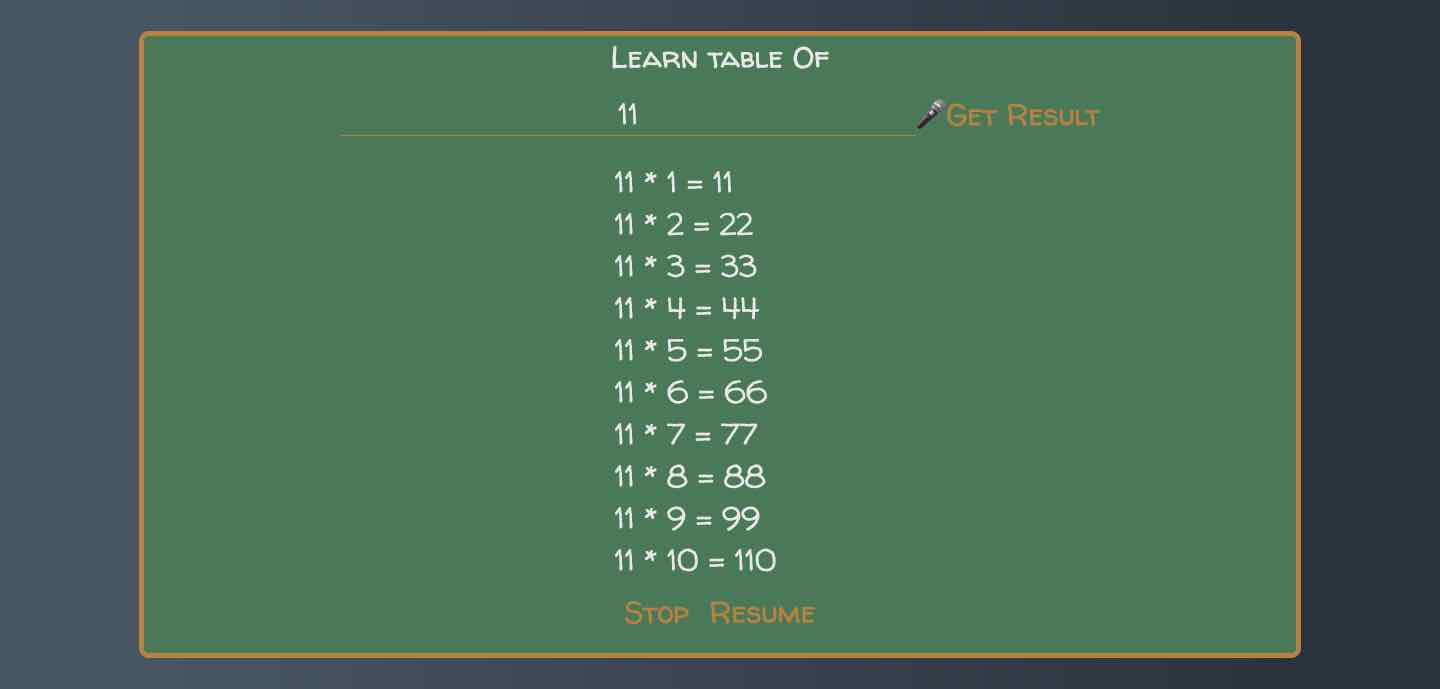 Learn table Of
11 Get Result
11 * 1 = 11
11 * 2 = 22
11 * 3 = 33
11 * 4 = 44
11 * 5 = 55
11 * 6 = 66
11 * 7 = 77
11 * 8 = 88
11 * 9 = 99
11 * 10 = 110
Stop Resume